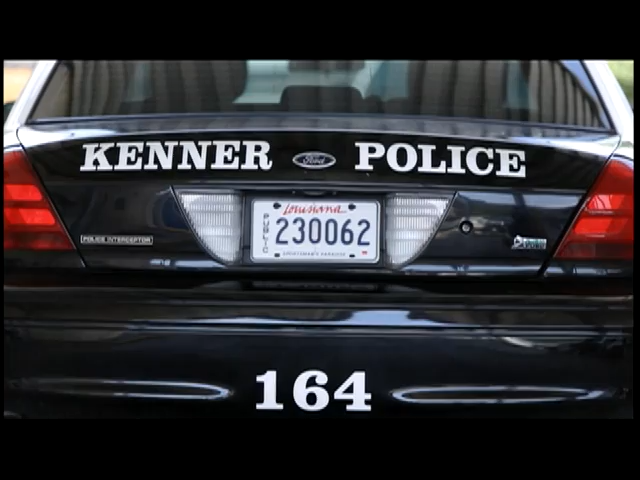 KENNER Ford POLICE
Louisiana
PUBLIC 230062
SPORTSMAN'S PARADISE
POLICE INTERCEPTOR
164